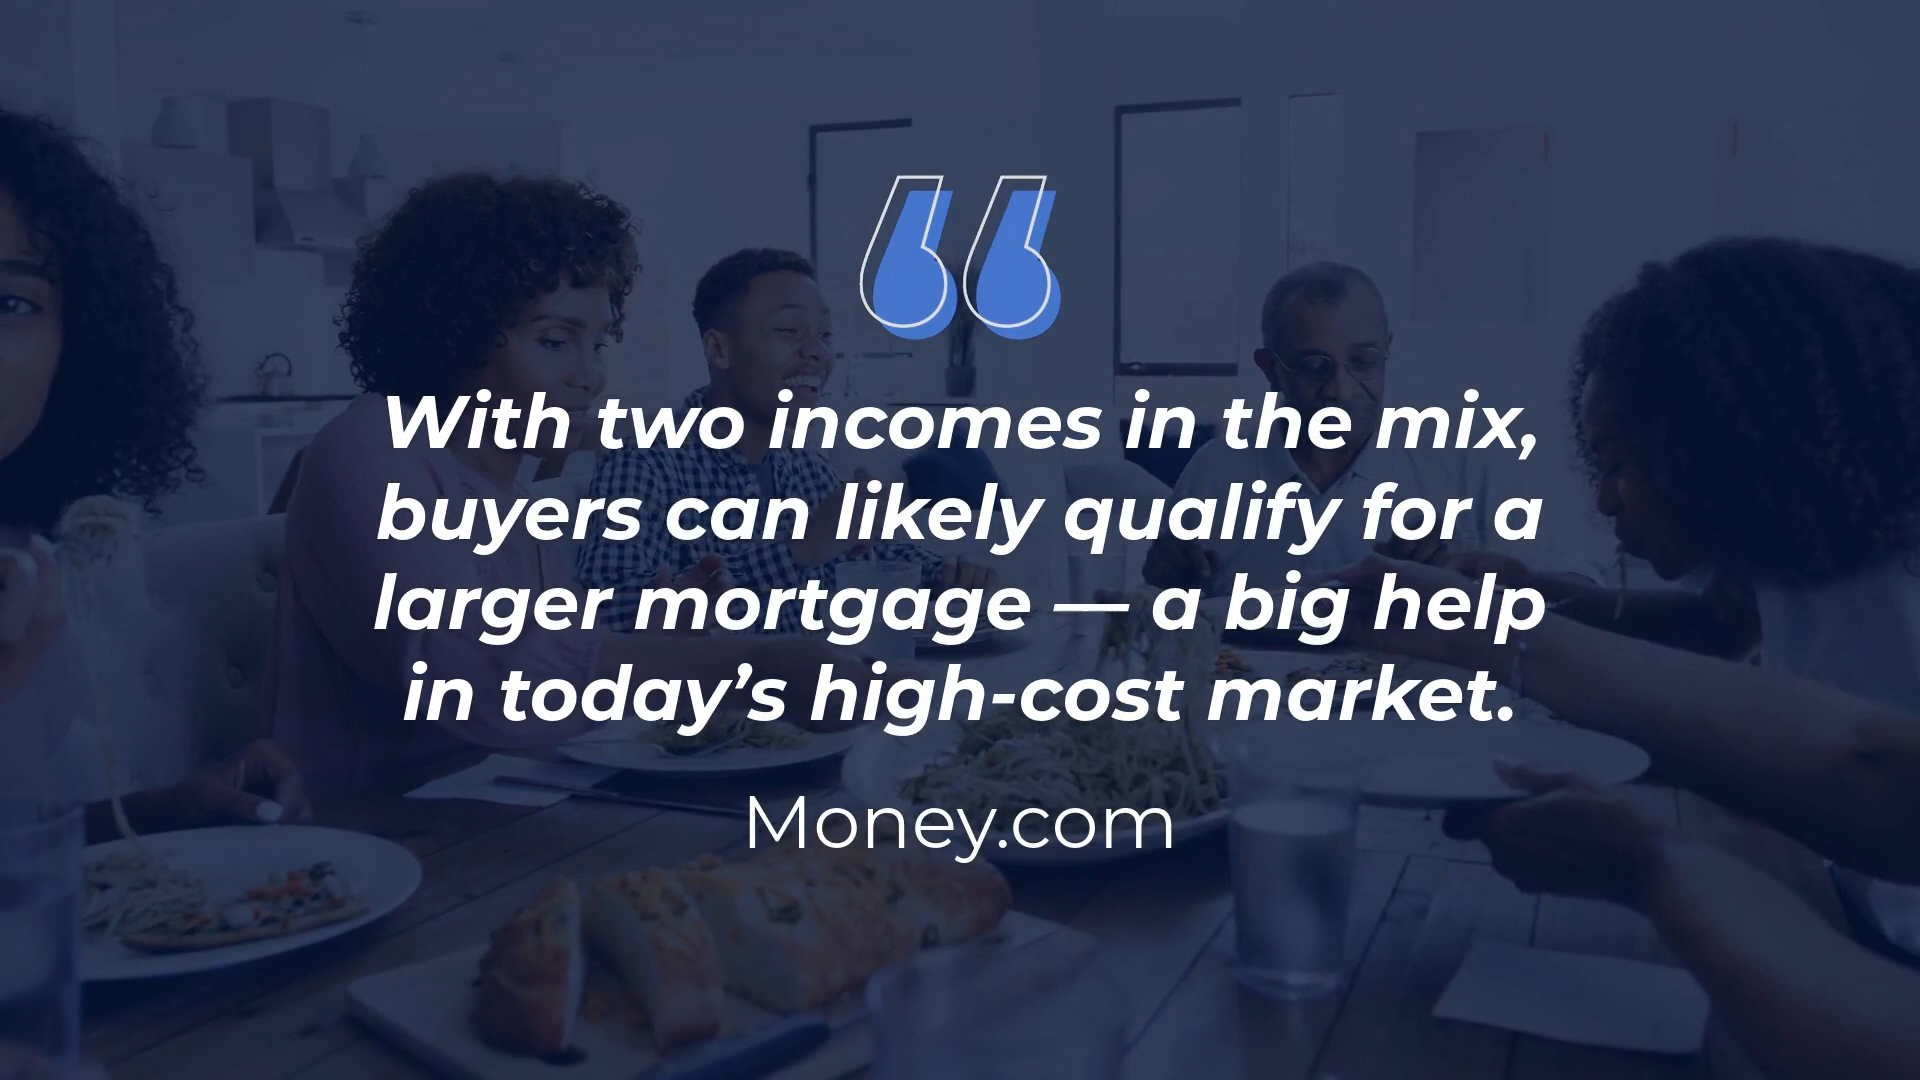 “
With two incomes in the mix,
buyers can likely qualify for a
larger mortgage — a big help
in today’s high-cost market.
Money.com